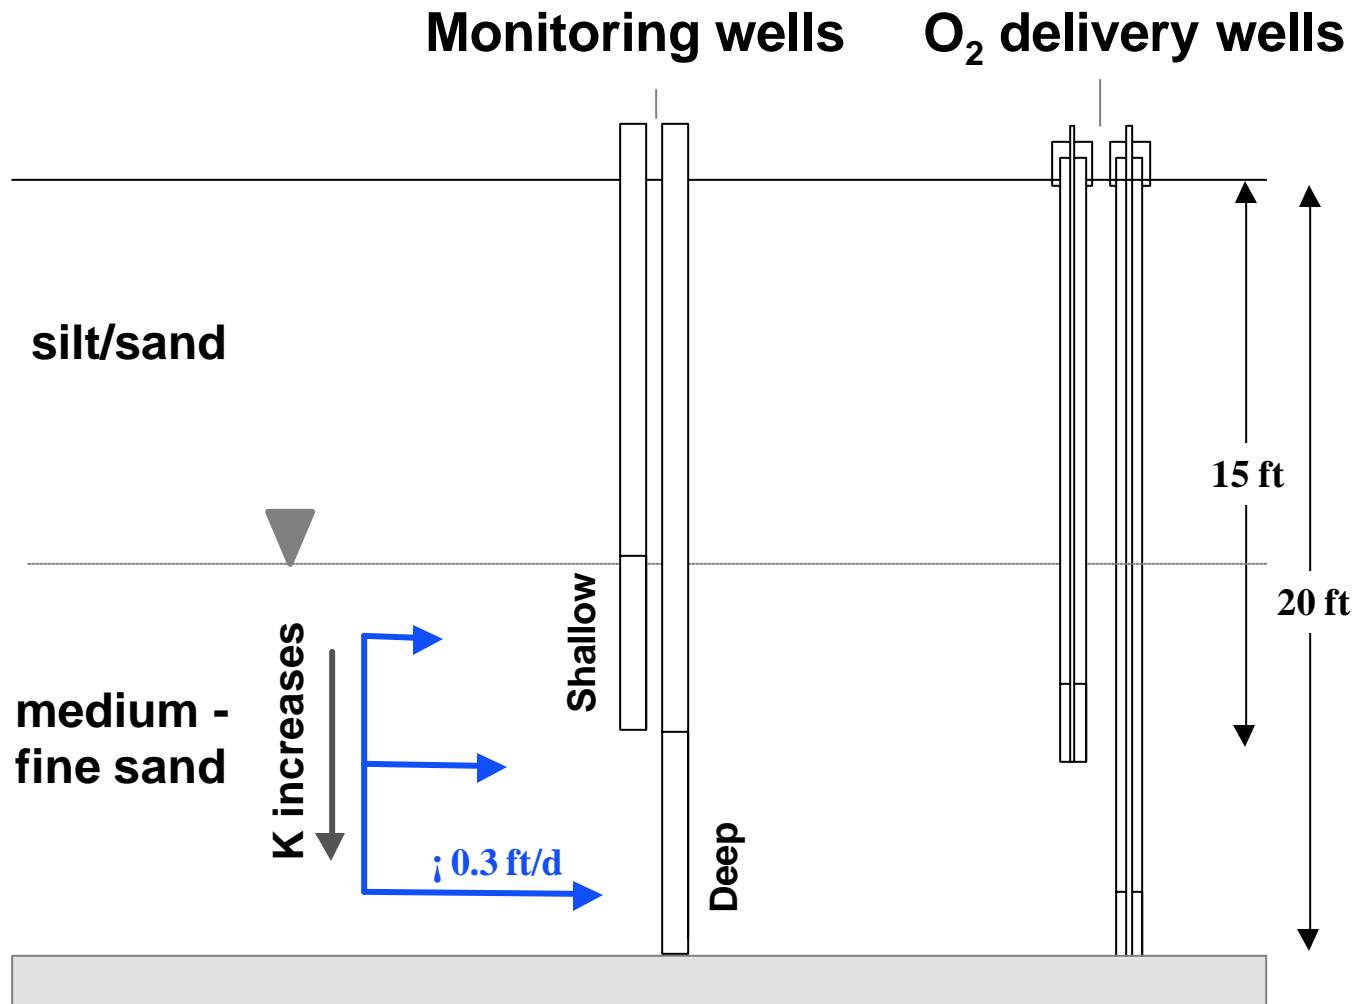 Monitoring wells
O₂ delivery wells
silt/sand
15 ft
20 ft
Shallow
K increases
medium -
fine sand
¡ 0.3 ft/d
Deep